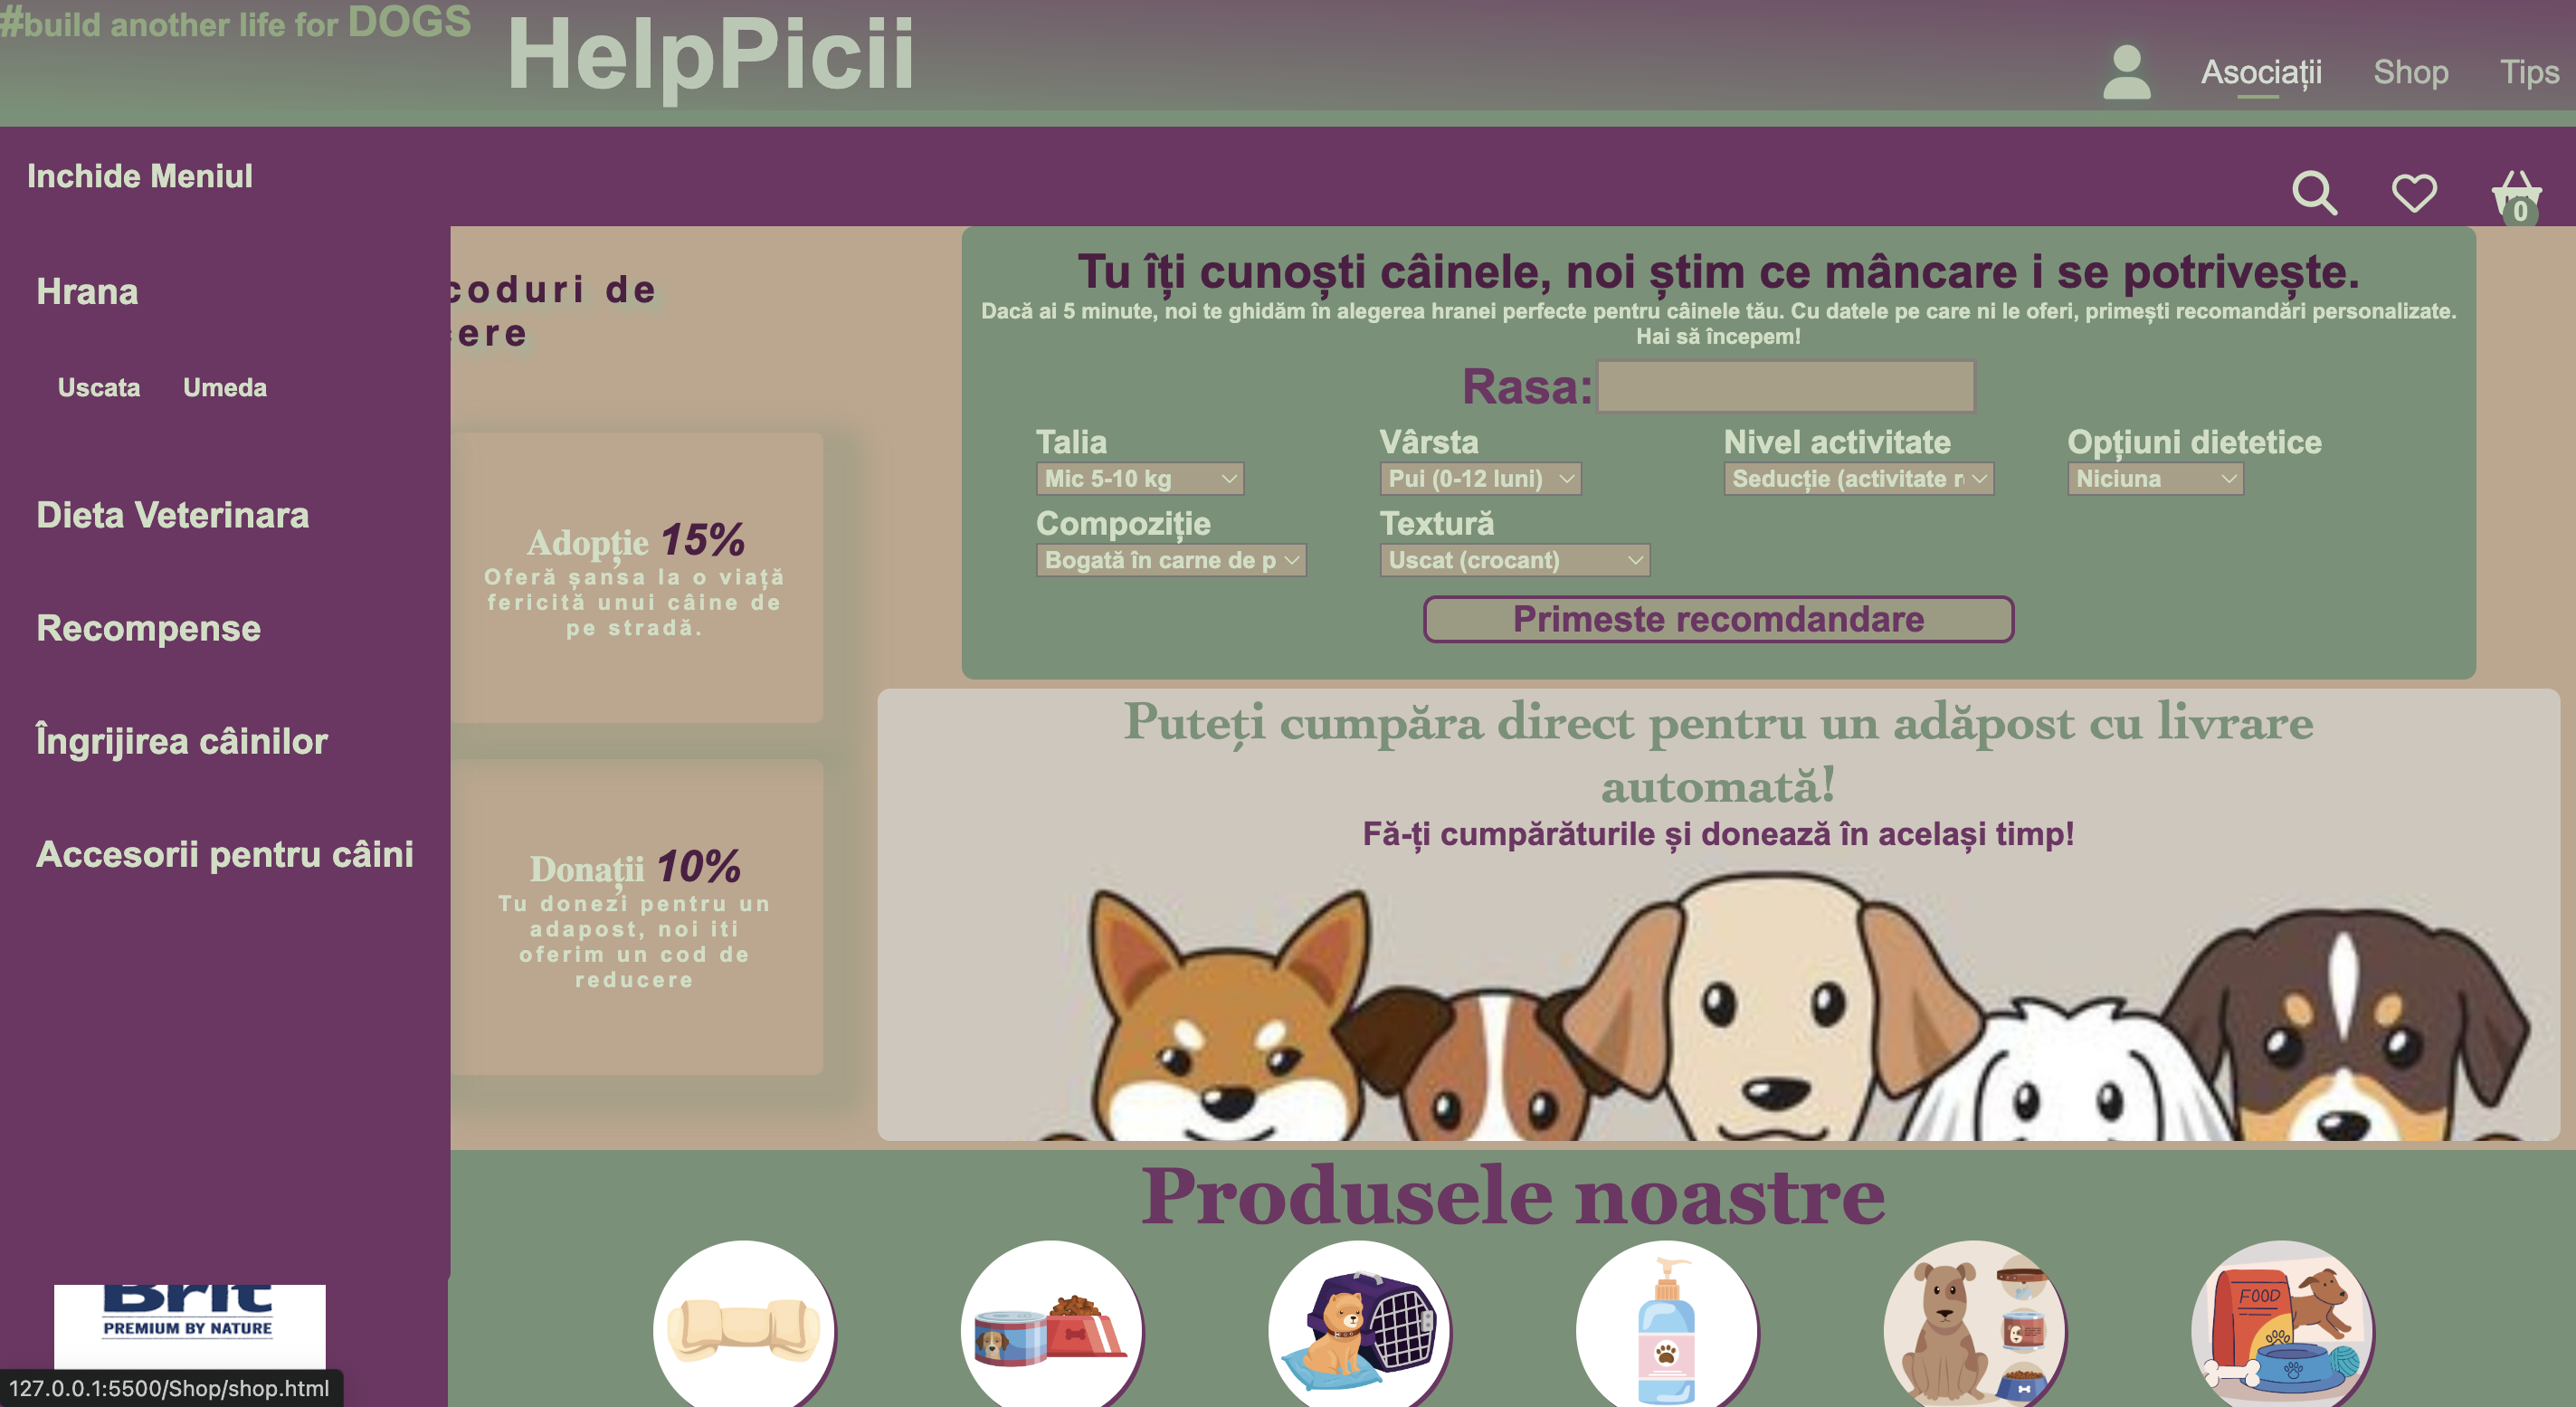 #build another life for DOGS
HelpPicii
Asociații
Shop
Tips
Inchide Meniul
0
Hrana
Uscata
Umeda
Dieta Veterinara
Recompense
Îngrijirea câinilor
Accesorii pentru câini
coduri de
cere
Adopție 15%
Oferă șansa la o viață
fericită unui câine de
pe stradă.
Donații 10%
Tu donezi pentru un
adapost, noi iti
oferim un cod de
reducere
Tu îți cunoști câinele, noi știm ce mâncare i se potrivește.
Dacă ai 5 minute, noi te ghidăm în alegerea hranei perfecte pentru câinele tău. Cu datele pe care ni le oferi, primești recomandări personalizate.
Hai să începem!
Rasa:
Talia
Vârsta
Nivel activitate
Opțiuni dietetice
Mic 5-10 kg
Pui (0-12 luni)
Seducție (activitate r
Niciuna
Compoziție
Textură
Bogată în carne de p
Uscat (crocant)
Primeste recomdandare
Puteți cumpăra direct pentru un adăpost cu livrare
automată!
Fă-ți cumpărăturile și donează în același timp!
Produsele noastre
FOOD
Brit
PREMIUM BY NATURE
127.0.0.1:5500/Shop/shop.html